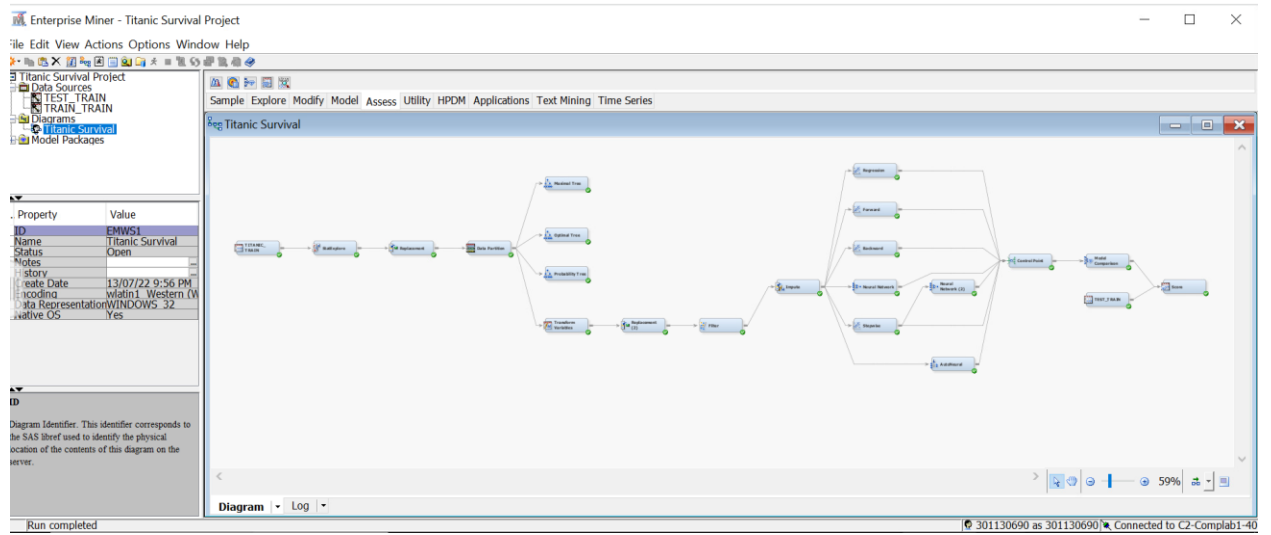 Enterprise Miner - Titanic Survival Project
File Edit View Actions Options Window Help
Titanic Survival Project
Data Sources
TEST_TRAIN
TRAIN_TRAIN
Diagrams
Titanic Survival
Model Packages
Sample Explore Modify Model Assess Utility HPDM Applications Text Mining Time Series
Titanic Survival
.. Property Value
ID EMWS1
Name Titanic Survival
Status Open
Notes
History
Create Date 13/07/22 9:56 PM
Encoding wlatin1 Western (W
Data Representation WINDOWS_32
Native OS Yes
ID
Diagram Identifier. This identifier corresponds to
the SAS libref used to identify the physical
location of the contents of this diagram on the
server.
TITANIC_
TRAIN
StatExplore
Replacement
Data Partition
Maximal Tree
Optimal Tree
Probability Tree
Transform
Variables
Replacement
(2)
Filter
Impute
Regression
Forward
Backward
Neural Network
Neural
Network (2)
Stepwise
AutoNeural
Control Point
Model
Comparison
TEST_TRAIN
Score
59%
Diagram Log
Run completed
301130690 as 301130690 Connected to C2-Complab1-40